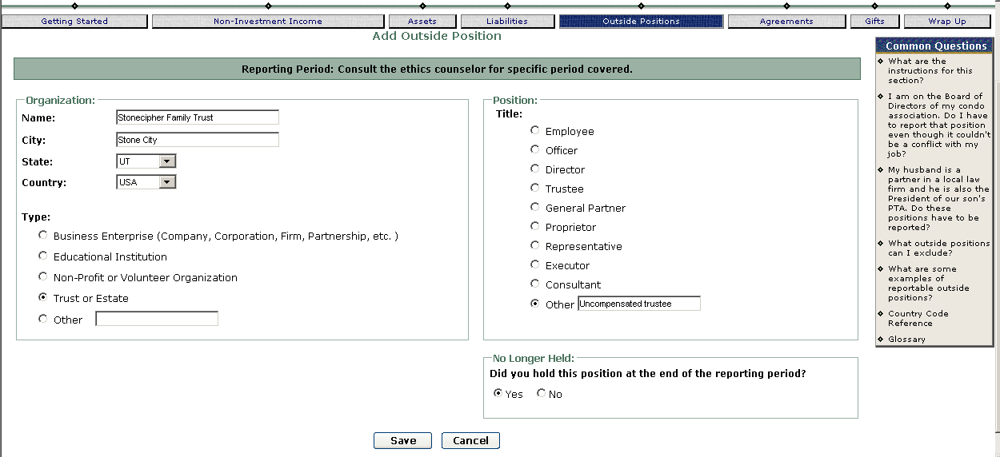 Getting Started
Non-Investment Income
Assets
Liabilities
Outside Positions
Agreements
Gifts
Wrap Up
Add Outside Position
Reporting Period: Consult the ethics counselor for specific period covered.
Organization:
Name:
Stonecipher Family Trust
City:
Stone City
State:
UT
Country:
USA
Type:
Business Enterprise (Company, Corporation, Firm, Partnership, etc. )
Educational Institution
Non-Profit or Volunteer Organization
Trust or Estate
Other
Position:
Title:
Employee
Officer
Director
Trustee
General Partner
Proprietor
Representative
Executor
Consultant
Other
Uncompensated trustee
No Longer Held:
Did you hold this position at the end of the reporting period?
Yes
No
Save
Cancel
Common Questions
What are the
instructions for this
section?
I am on the Board of
Directors of my condo
association. Do I have
to report that position
even though it couldn't
be a conflict with my
job?
My husband is a
partner in a local law
firm and he is also the
President of our son's
PTA. Do these
positions have to be
reported?
What outside positions
can I exclude?
What are some
examples of
reportable outside
positions?
Country Code
Reference
Glossary